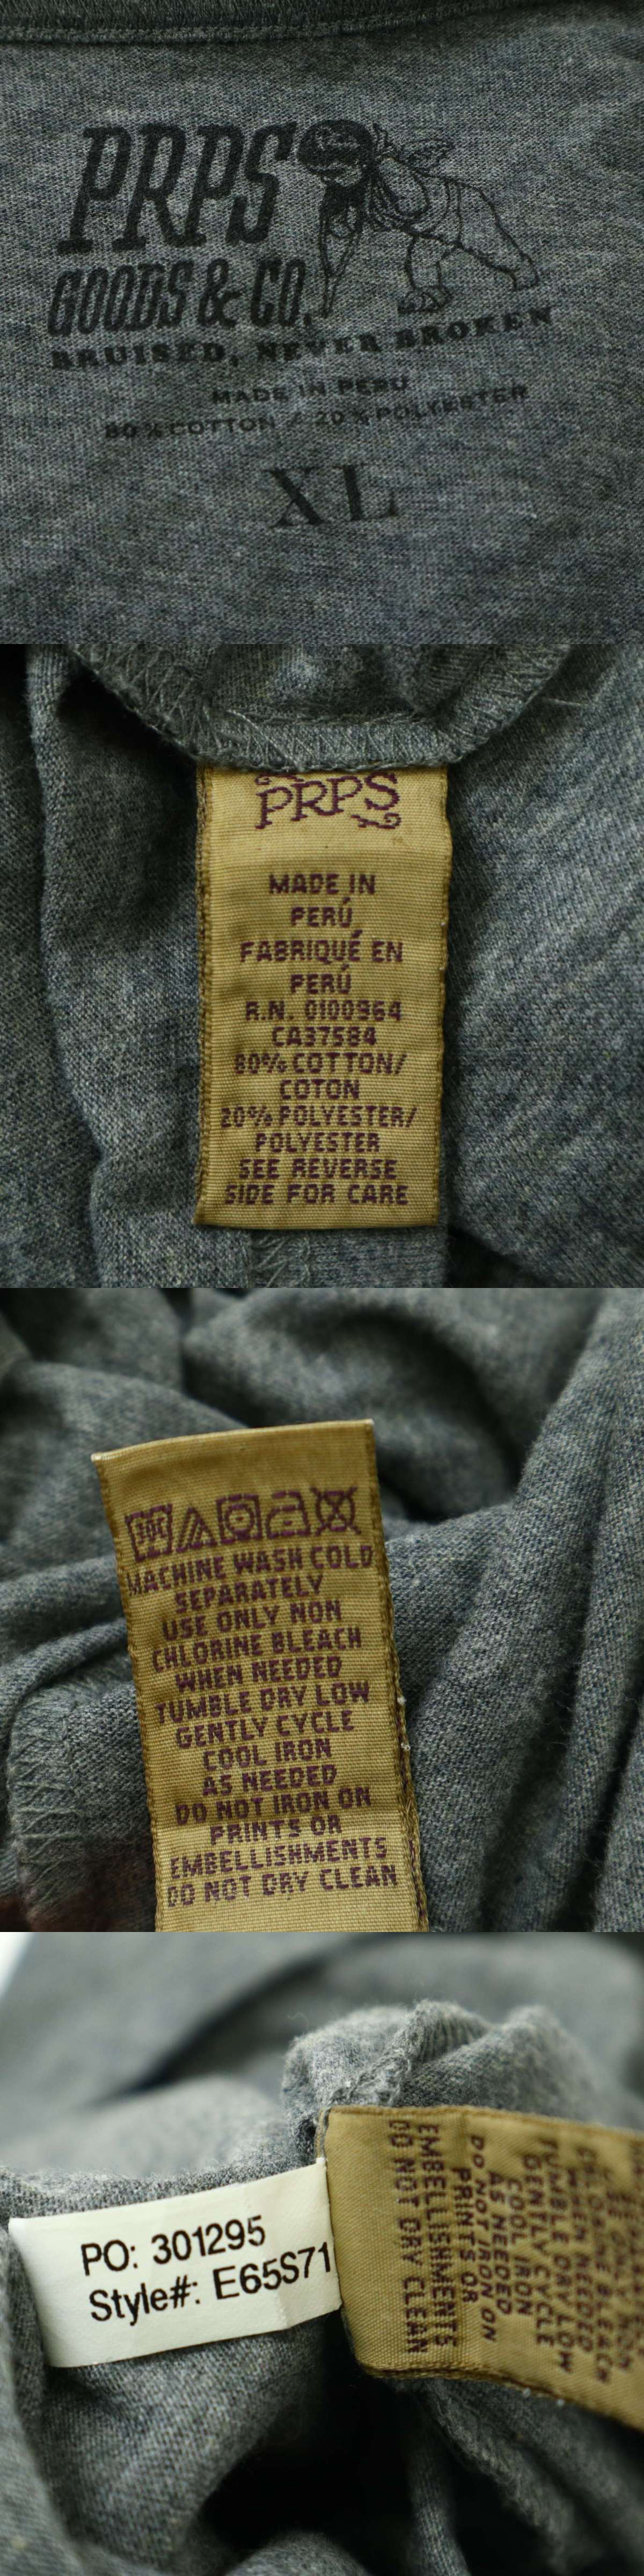 PRPS
GOODS & CO.
BRUISED, NEVER BROKEN
MADE IN PERU
80% COTTON / 20% POLYESTER
XL
PRPS
MADE IN
PERÚ
FABRIQUÉ EN
PERÚ
R.N. 0100964
CA37584
80% COTTON/
COTON
20% POLYESTER/
POLYESTER
SEE REVERSE
SIDE FOR CARE
30C
MACHINE WASH COLD
SEPARATELY
USE ONLY NON
CHLORINE BLEACH
WHEN NEEDED
TUMBLE DRY LOW
GENTLY CYCLE
COOL IRON
AS NEEDED
DO NOT IRON ON
PRINTS OR
EMBELLISHMENTS
DO NOT DRY CLEAN
PO: 301295
Style#: E65S71
TUMBLE DRY LOW
GENTLY CYCLE
COOL IRON
AS NEEDED
DO NOT IRON ON
PRINTS OR
EMBELLISHMENTS
DO NOT DRY CLEAN